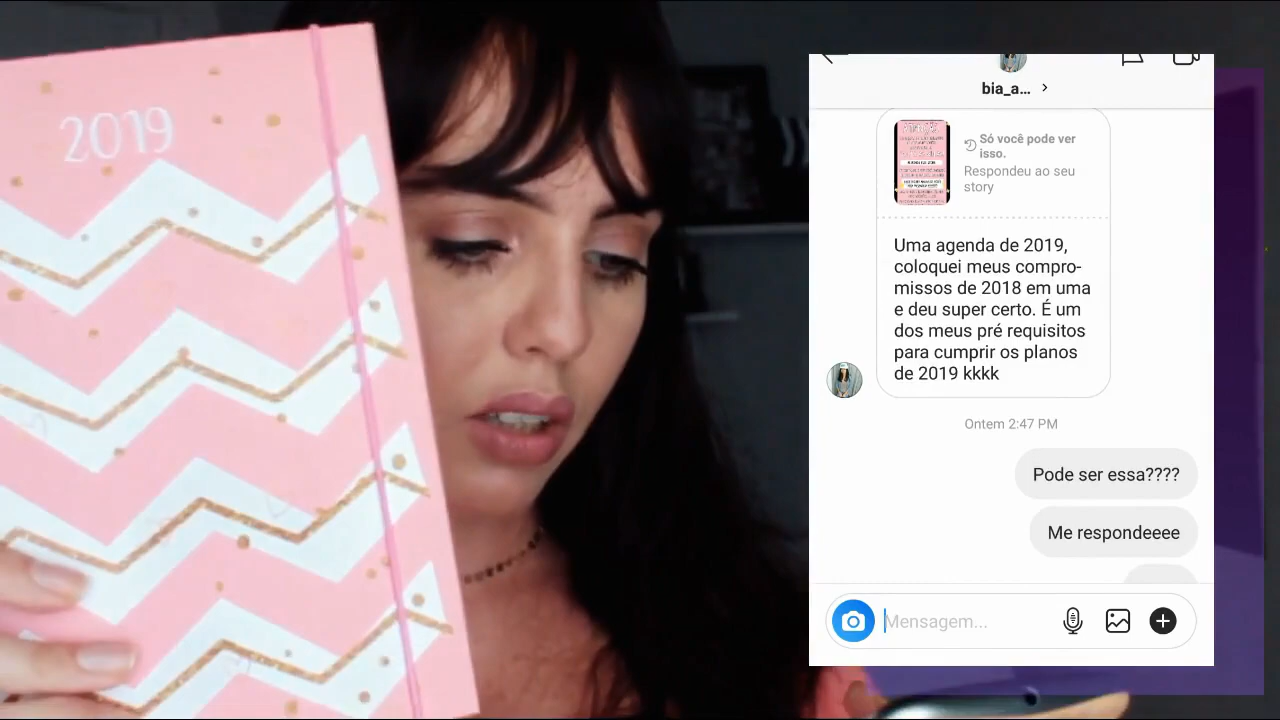 2019
bia_a...
Só você pode ver
isso.
Respondeu ao seu
story
Uma agenda de 2019,
coloquei meus compro-
missos de 2018 em uma
e deu super certo. É um
dos meus pré requisitos
para cumprir os planos
de 2019 kkkk
Ontem 2:47 PM
Pode ser essa????
Me respondeeee
Mensagem...